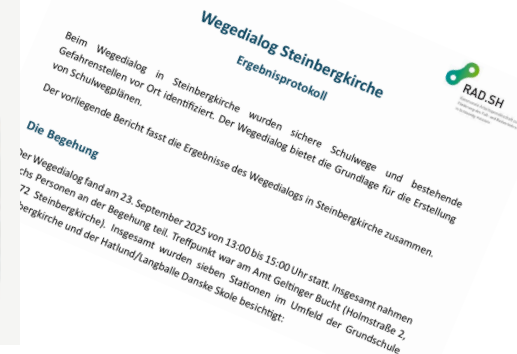 Wegedialog Steinbergkirche
Ergebnisprotokoll
RAD.SH
Beim Wegedialog in Steinbergkirche wurden sichere Schulwege und bestehende
Gefahrenstellen vor Ort identifiziert. Der Wegedialog bietet die Grundlage für die Erstellung
von Schulwegplänen.
Der vorliegende Bericht fasst die Ergebnisse des Wegedialogs in Steinbergkirche zusammen.
Die Begehung
Der Wegedialog fand am 23. September 2025 von 13:00 bis 15:00 Uhr statt. Insgesamt nahmen
chs Personen an der Begehung teil. Treffpunkt war am Amt Geltinger Bucht (Holmstraße 2,
72 Steinbergkirche). Insgesamt wurden sieben Stationen im Umfeld der Grundschule
bergkirche und der Hatlund/Langballe Danske Skole besichtigt: